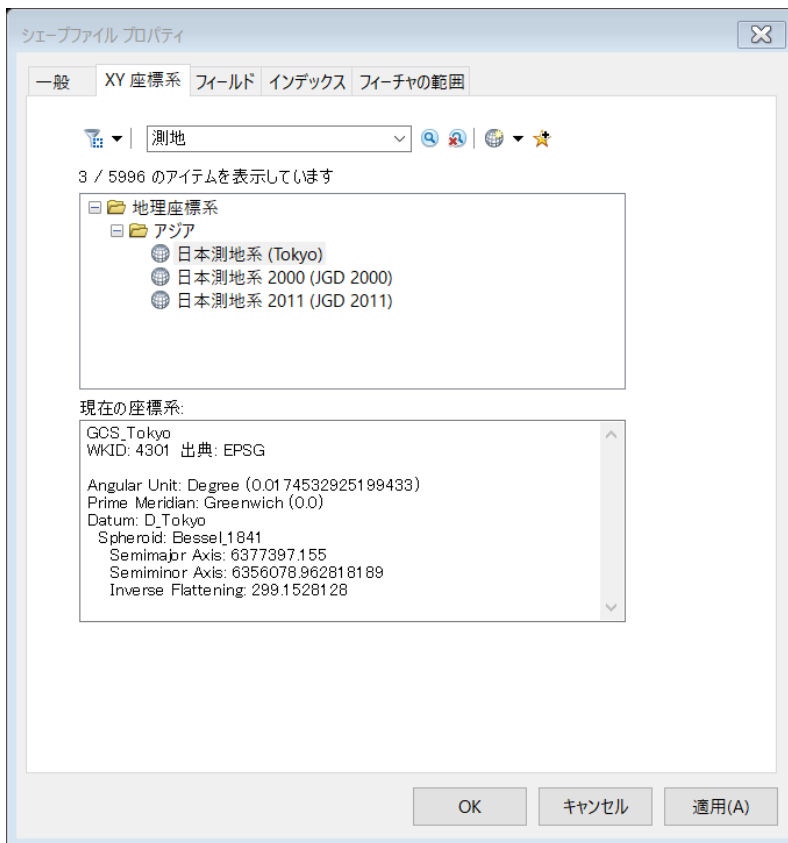 シェープファイル プロパティ
一般 XY 座標系 フィールド インデックス フィーチャの範囲
測地
3 / 5996 のアイテムを表示しています
地理座標系
アジア
日本測地系 (Tokyo)
日本測地系 2000 (JGD 2000)
日本測地系 2011 (JGD 2011)
現在の座標系:
GCS_Tokyo
WKID: 4301 出典: EPSG
Angular Unit: Degree (0.0174532925199433)
Prime Meridian: Greenwich (0.0)
Datum: D_Tokyo
Spheroid: Bessel_1841
Semimajor Axis: 6377397.155
Semiminor Axis: 6356078.962818189
Inverse Flattening: 299.1528128
OK キャンセル 適用(A)